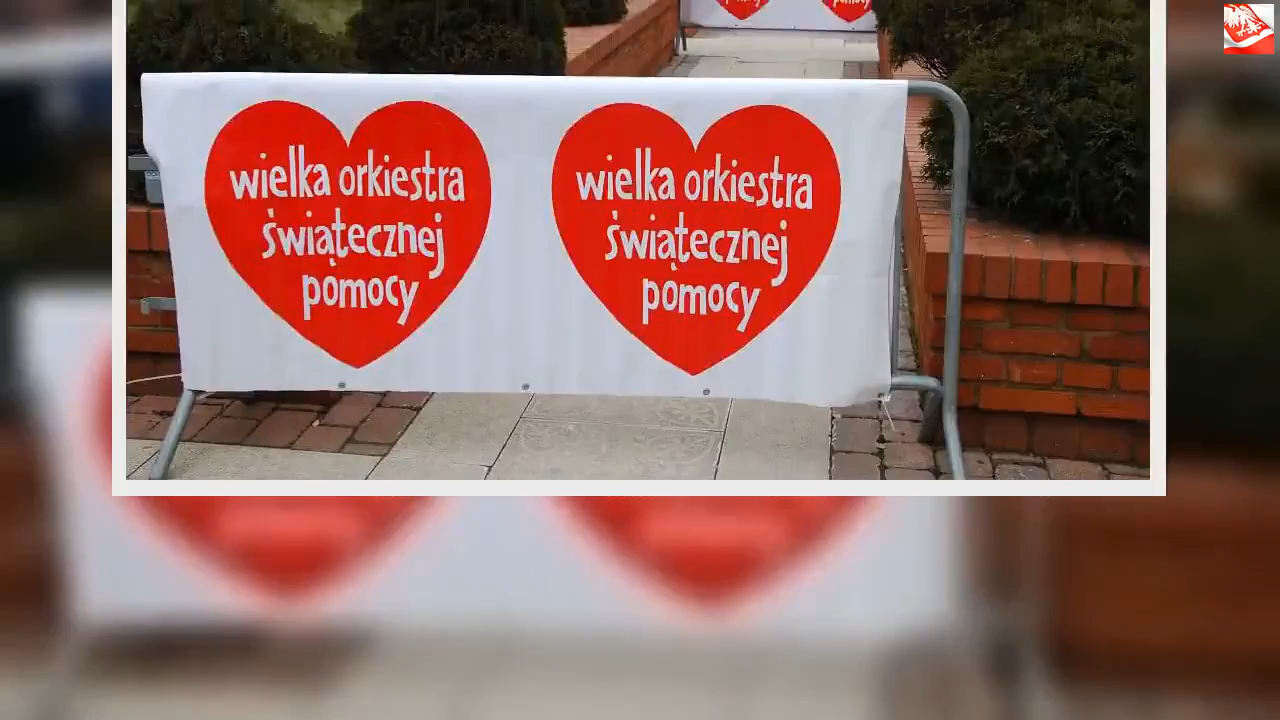 wielka orkiestra
świątecznej
pomocy
wielka orkiestra
świątecznej
pomocy